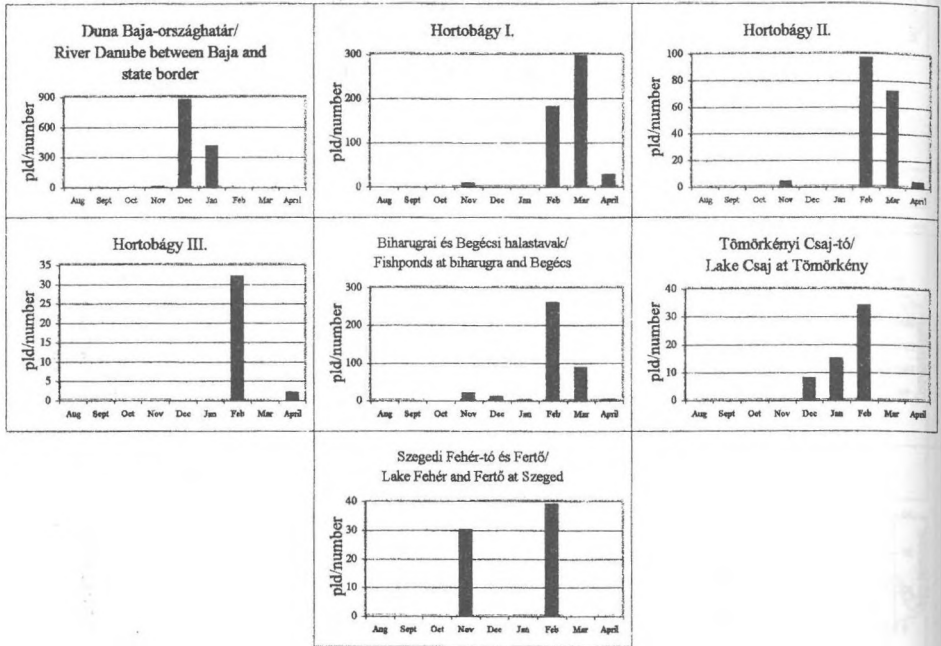 Duna Baja-országhatár/
River Danube between Baja and
state border
pld/number
900
600
300
0
Aug Sept Oct Nov Dec Jan Feb Mar April
Hortobágy I.
pld/number
300
200
100
0
Aug Sept Oct Nov Dec Jan Feb Mar April
Hortobágy II.
pld/number
100
80
60
40
20
0
Aug Sept Oct Nov Dec Jan Feb Mar April
Hortobágy III.
pld/number
35
30
25
20
15
10
5
0
Aug Sept Oct Nov Dec Jan Feb Mar April
Biharugrai és Begécsi halastavak/
Fishponds at biharugra and Begécs
pld/number
300
200
100
0
Aug Sept Oct Nov Dec Jan Feb Mar April
Tömörkényi Csaj-tó/
Lake Csaj at Tömörkény
pld/number
40
30
20
10
0
Aug Sept Oct Nov Dec Jan Feb Mar April
Szegedi Fehér-tó és Fertő/
Lake Fehér and Fertő at Szeged
pld/number
40
30
20
10
0
Aug Sept Oct Nov Dec Jan Feb Mar April